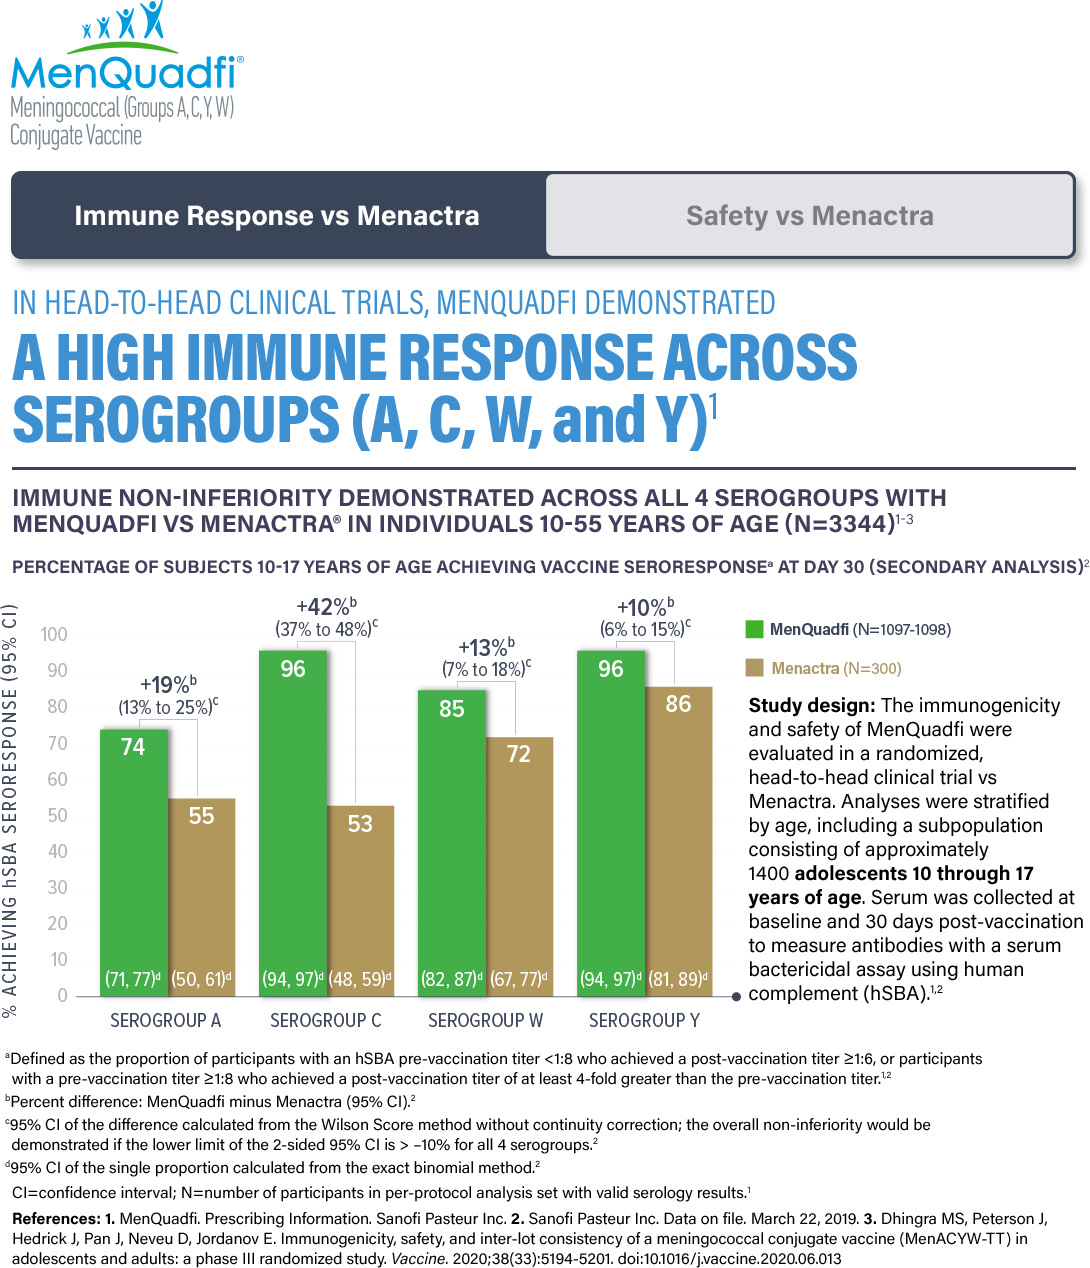 MenQuadfi®
Meningococcal (Groups A, C, Y, W)
Conjugate Vaccine
Immune Response vs Menactra
Safety vs Menactra
IN HEAD-TO-HEAD CLINICAL TRIALS, MENQUADFI DEMONSTRATED
A HIGH IMMUNE RESPONSE ACROSS
SEROGROUPS (A, C, W, and Y)1
IMMUNE NON-INFERIORITY DEMONSTRATED ACROSS ALL 4 SEROGROUPS WITH
MENQUADFI VS MENACTRA® IN INDIVIDUALS 10-55 YEARS OF AGE (N=3344)1-3
PERCENTAGE OF SUBJECTS 10-17 YEARS OF AGE ACHIEVING VACCINE SERORESPONSEa AT DAY 30 (SECONDARY ANALYSIS)2
% ACHIEVING hSBA SERORESPONSE (95% CI)
100
90
80
70
60
50
40
30
20
10
0
+19%b
(13% to 25%)c
74
55
(71, 77)d
(50, 61)d
SEROGROUP A
+42%b
(37% to 48%)c
96
53
(94, 97)d
(48, 59)d
SEROGROUP C
+13%b
(7% to 18%)c
85
72
(82, 87)d
(67, 77)d
SEROGROUP W
+10%b
(6% to 15%)c
96
86
(94, 97)d
(81, 89)d
SEROGROUP Y
MenQuadfi (N=1097-1098)
Menactra (N=300)
Study design: The immunogenicity
and safety of MenQuadfi were
evaluated in a randomized,
head-to-head clinical trial vs
Menactra. Analyses were stratified
by age, including a subpopulation
consisting of approximately
1400 adolescents 10 through 17
years of age. Serum was collected at
baseline and 30 days post-vaccination
to measure antibodies with a serum
bactericidal assay using human
complement (hSBA).1,2
aDefined as the proportion of participants with an hSBA pre-vaccination titer <1:8 who achieved a post-vaccination titer ≥1:6, or participants
with a pre-vaccination titer ≥1:8 who achieved a post-vaccination titer of at least 4-fold greater than the pre-vaccination titer.1,2
bPercent difference: MenQuadfi minus Menactra (95% CI).2
c95% CI of the difference calculated from the Wilson Score method without continuity correction; the overall non-inferiority would be
demonstrated if the lower limit of the 2-sided 95% CI is > –10% for all 4 serogroups.2
d95% CI of the single proportion calculated from the exact binomial method.2
CI=confidence interval; N=number of participants in per-protocol analysis set with valid serology results.1
References: 1. MenQuadfi. Prescribing Information. Sanofi Pasteur Inc. 2. Sanofi Pasteur Inc. Data on file. March 22, 2019. 3. Dhingra MS, Peterson J,
Hedrick J, Pan J, Neveu D, Jordanov E. Immunogenicity, safety, and inter-lot consistency of a meningococcal conjugate vaccine (MenACYW-TT) in
adolescents and adults: a phase III randomized study. Vaccine. 2020;38(33):5194-5201. doi:10.1016/j.vaccine.2020.06.013